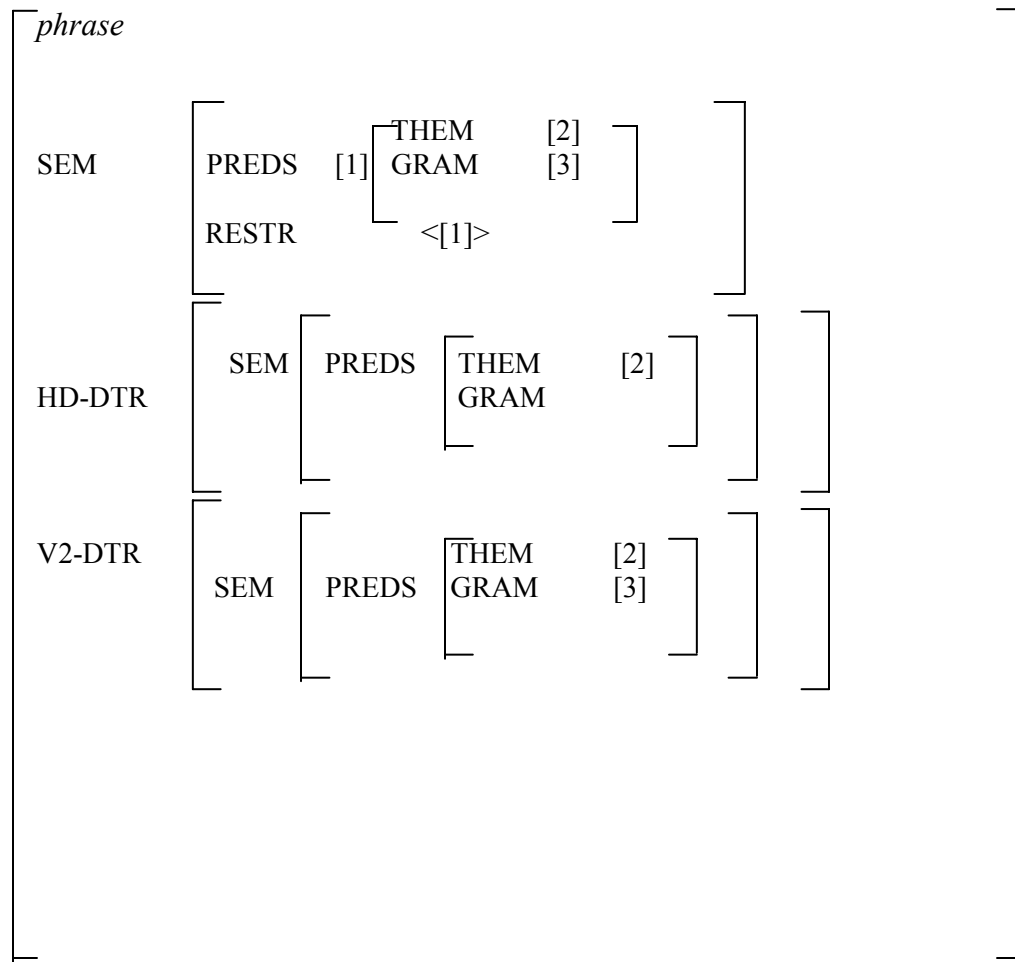 phrase
THEM [2]
SEM PREDS [1] GRAM [3]
RESTR <[1]>
SEM PREDS THEM [2]
HD-DTR GRAM
V2-DTR THEM [2]
SEM PREDS GRAM [3]